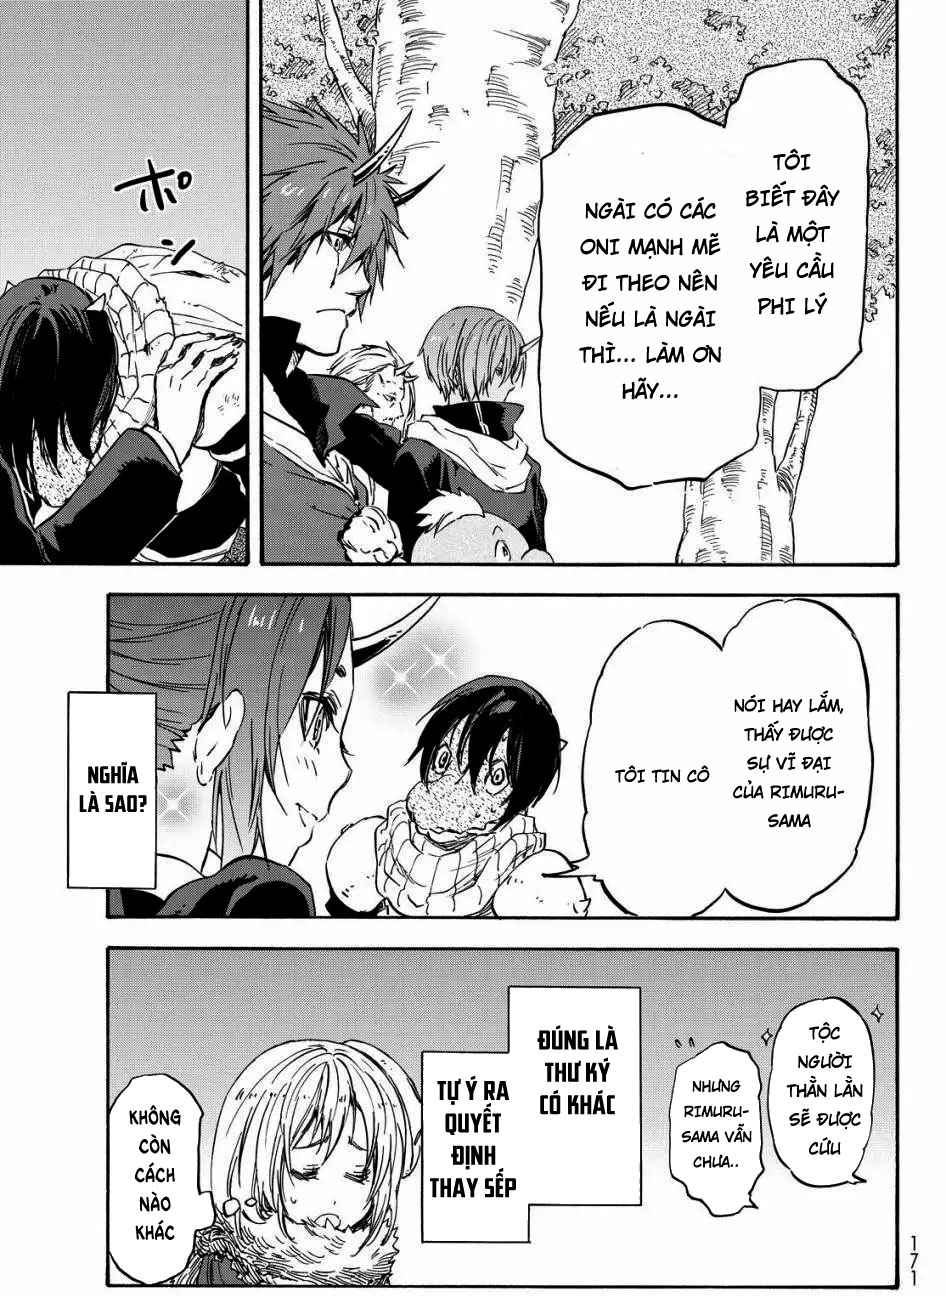 TÔI
BIẾT ĐÂY
LÀ MỘT
YÊU CẦU
PHI LÝ
NGÀI CÓ CÁC
ONI MẠNH MẼ
ĐI THEO NÊN
NẾU LÀ NGÀI
THÌ... LÀM ƠN
HÃY...
ポン
NÓI HAY LẮM,
THẤY ĐƯỢC
SỰ VĨ ĐẠI
CỦA RIMURU-
SAMA
TÔI TIN CÔ
NGHĨA
LÀ SAO?
TỘC
NGƯỜI
THẰN LẰN
SẼ ĐƯỢC
CỨU
NHƯNG
RIMURU-
SAMA VẪN
CHƯA..
ĐÚNG LÀ
THƯ KÝ
CÓ KHÁC
TỰ Ý RA
QUYẾT
ĐỊNH
THAY SẾP
KHÔNG
CÒN
CÁCH
NÀO
KHÁC
171